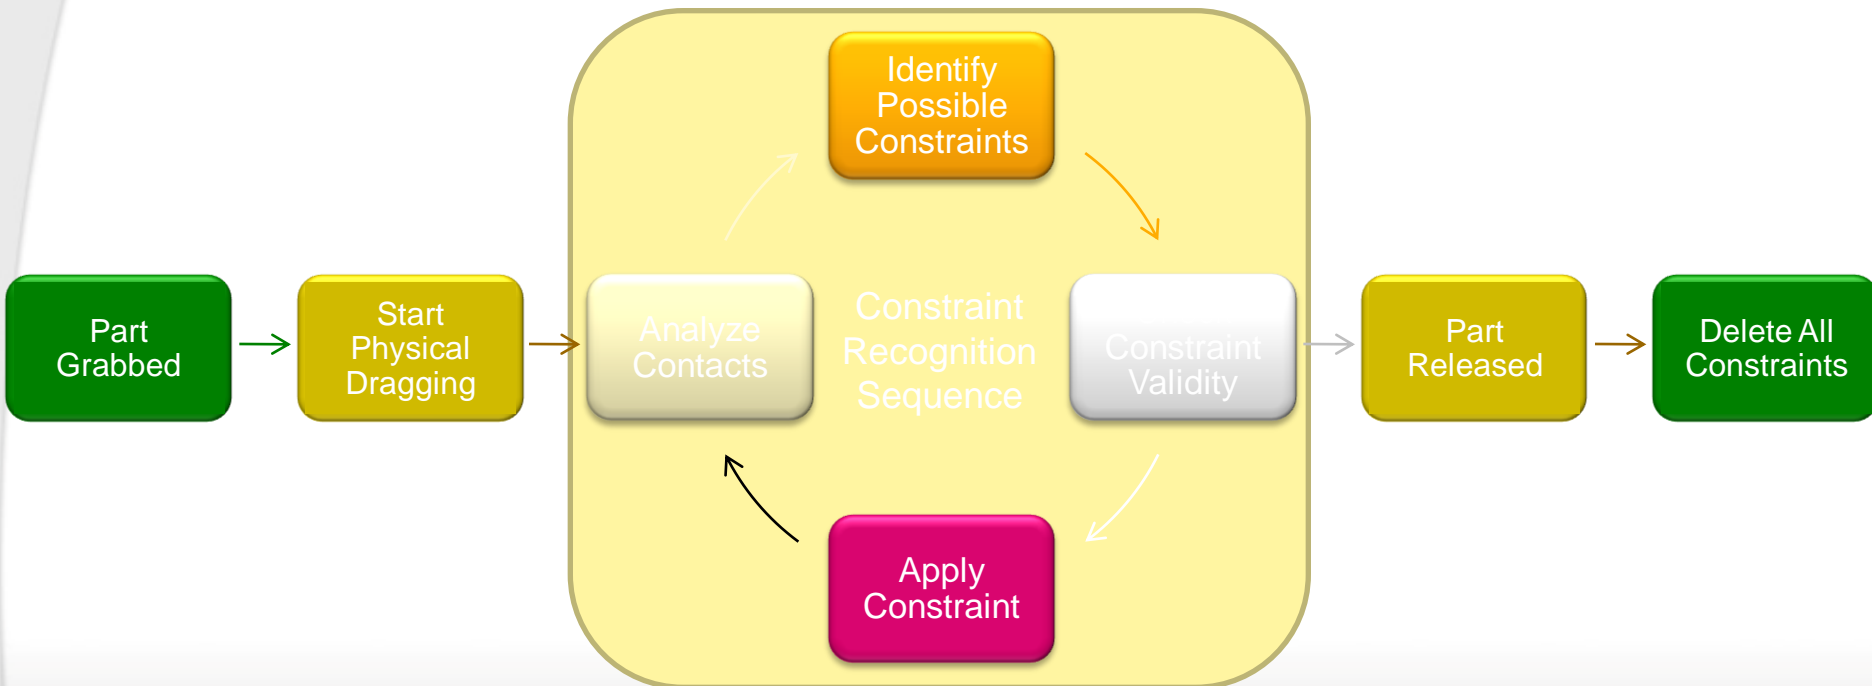 Identify
Possible
Constraints
Part
Grabbed
Start
Physical
Dragging
Analyze
Contacts
Constraint
Recognition
Sequence
Constraint
Validity
Part
Released
Delete All
Constraints
Apply
Constraint